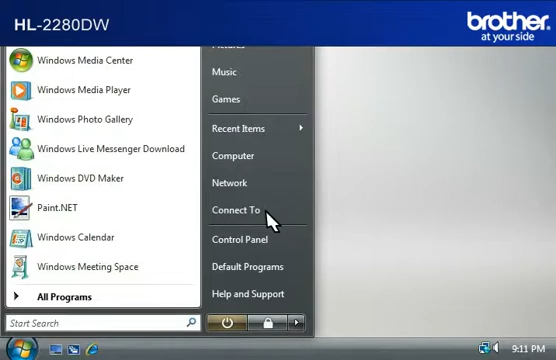 HL-2280DW
brother
at your side
Pictures
Windows Media Center
Music
Windows Media Player
Games
Windows Photo Gallery
Recent Items
Windows Live Messenger Download
Computer
Windows DVD Maker
Network
Paint.NET
Connect To
Windows Calendar
Control Panel
Windows Meeting Space
Default Programs
All Programs
Help and Support
Start Search
9:11 PM